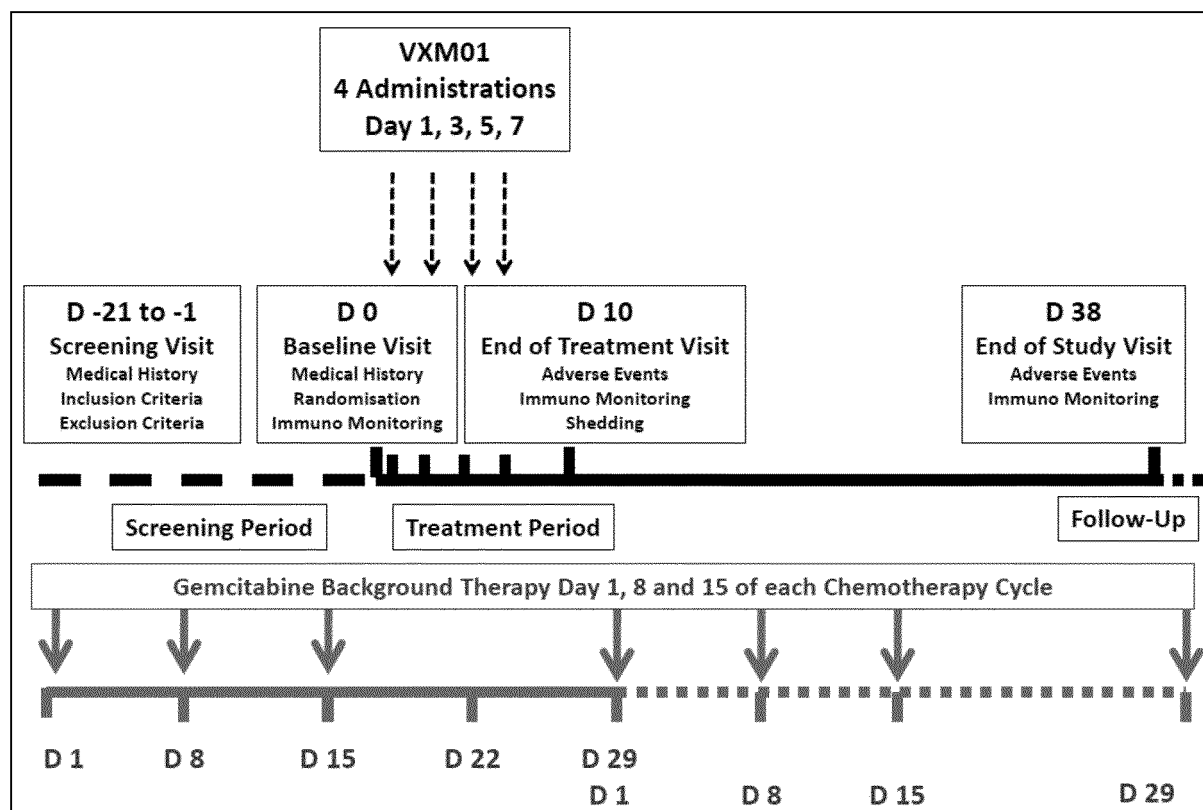 VXM01
4 Administrations
Day 1, 3, 5, 7
D -21 to -1
Screening Visit
Medical History
Inclusion Criteria
Exclusion Criteria
D 0
Baseline Visit
Medical History
Randomisation
Immuno Monitoring
D 10
End of Treatment Visit
Adverse Events
Immuno Monitoring
Shedding
D 38
End of Study Visit
Adverse Events
Immuno Monitoring
Screening Period
Treatment Period
Follow-Up
Gemcitabine Background Therapy Day 1, 8 and 15 of each Chemotherapy Cycle
D 1
D 8
D 15
D 22
D 29
D 1
D 8
D 15
D 29